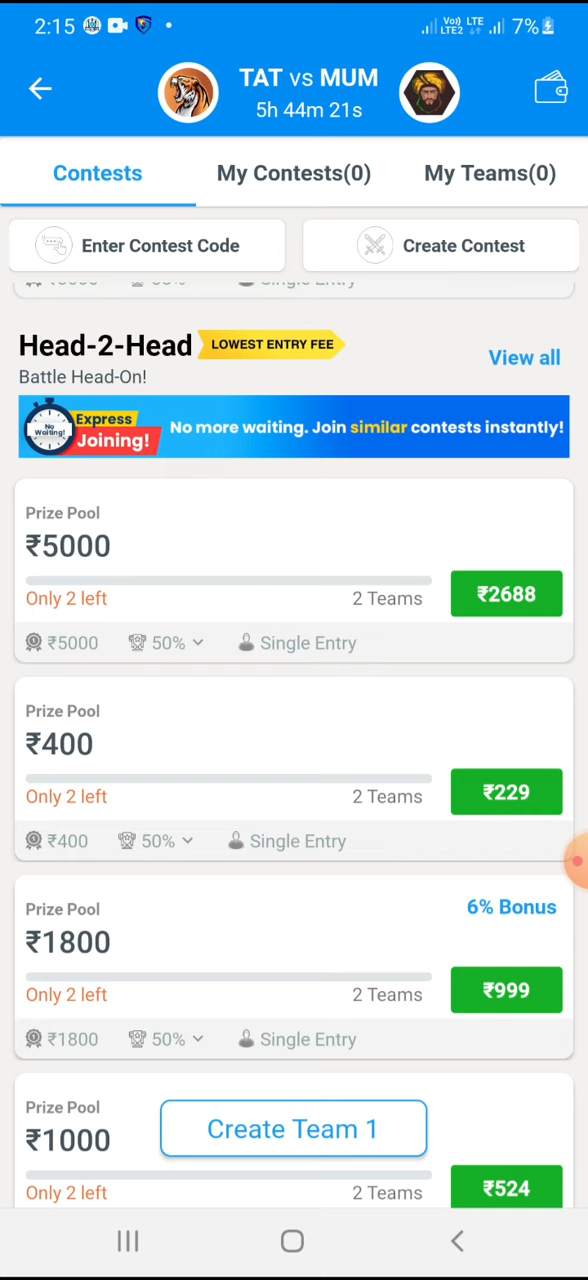 2:15
Vo) LTE
LTE2
7%
TAT vs MUM
5h 44m 21s
Contests
My Contests(0)
My Teams(0)
Enter Contest Code
Create Contest
Head-2-Head
LOWEST ENTRY FEE
View all
Battle Head-On!
No Waiting!
Express
Joining!
No more waiting. Join similar contests instantly!
Prize Pool
₹5000
₹2688
Only 2 left
2 Teams
₹5000
50%
Single Entry
Prize Pool
₹400
₹229
Only 2 left
2 Teams
₹400
50%
Single Entry
Prize Pool
6% Bonus
₹1800
₹999
Only 2 left
2 Teams
₹1800
50%
Single Entry
Prize Pool
₹1000
Create Team 1
₹524
Only 2 left
2 Teams